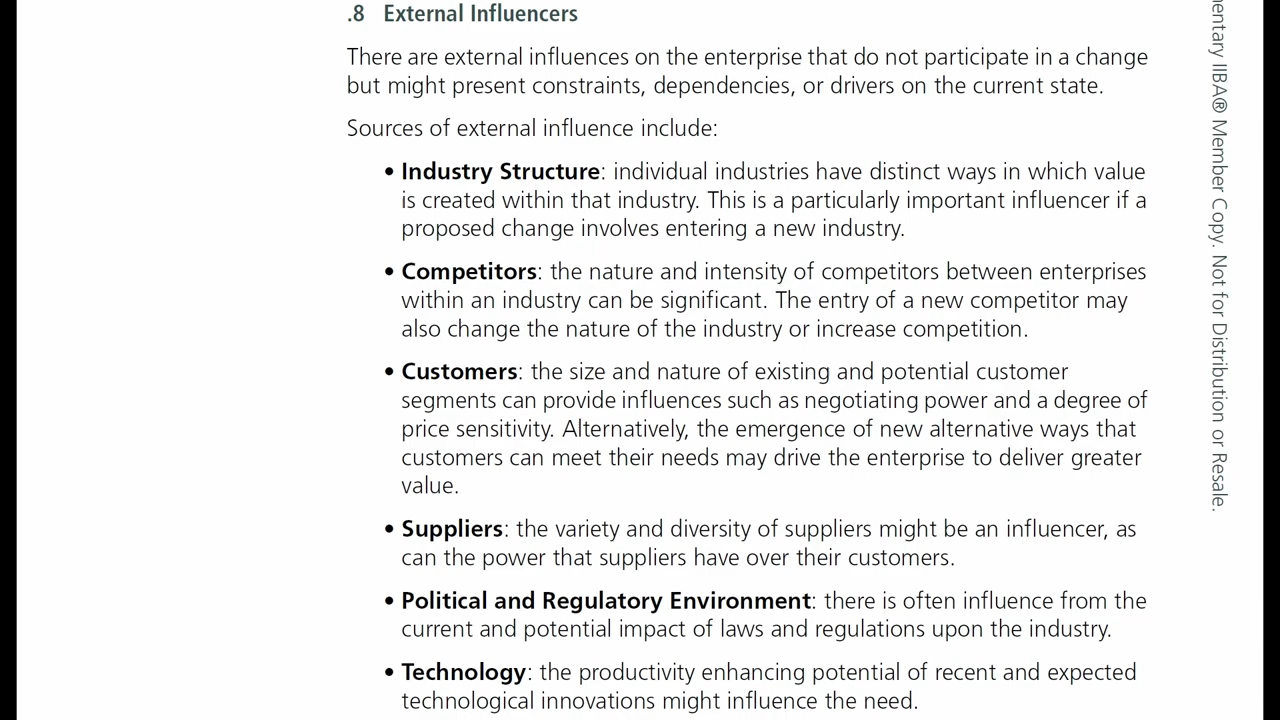 .8 External Influencers
There are external influences on the enterprise that do not participate in a change
but might present constraints, dependencies, or drivers on the current state.
Sources of external influence include:
• Industry Structure: individual industries have distinct ways in which value
is created within that industry. This is a particularly important influencer if a
proposed change involves entering a new industry.
• Competitors: the nature and intensity of competitors between enterprises
within an industry can be significant. The entry of a new competitor may
also change the nature of the industry or increase competition.
• Customers: the size and nature of existing and potential customer
segments can provide influences such as negotiating power and a degree of
price sensitivity. Alternatively, the emergence of new alternative ways that
customers can meet their needs may drive the enterprise to deliver greater
value.
• Suppliers: the variety and diversity of suppliers might be an influencer, as
can the power that suppliers have over their customers.
• Political and Regulatory Environment: there is often influence from the
current and potential impact of laws and regulations upon the industry.
• Technology: the productivity enhancing potential of recent and expected
technological innovations might influence the need.
mentary IIBA® Member Copy. Not for Distribution or Resale.